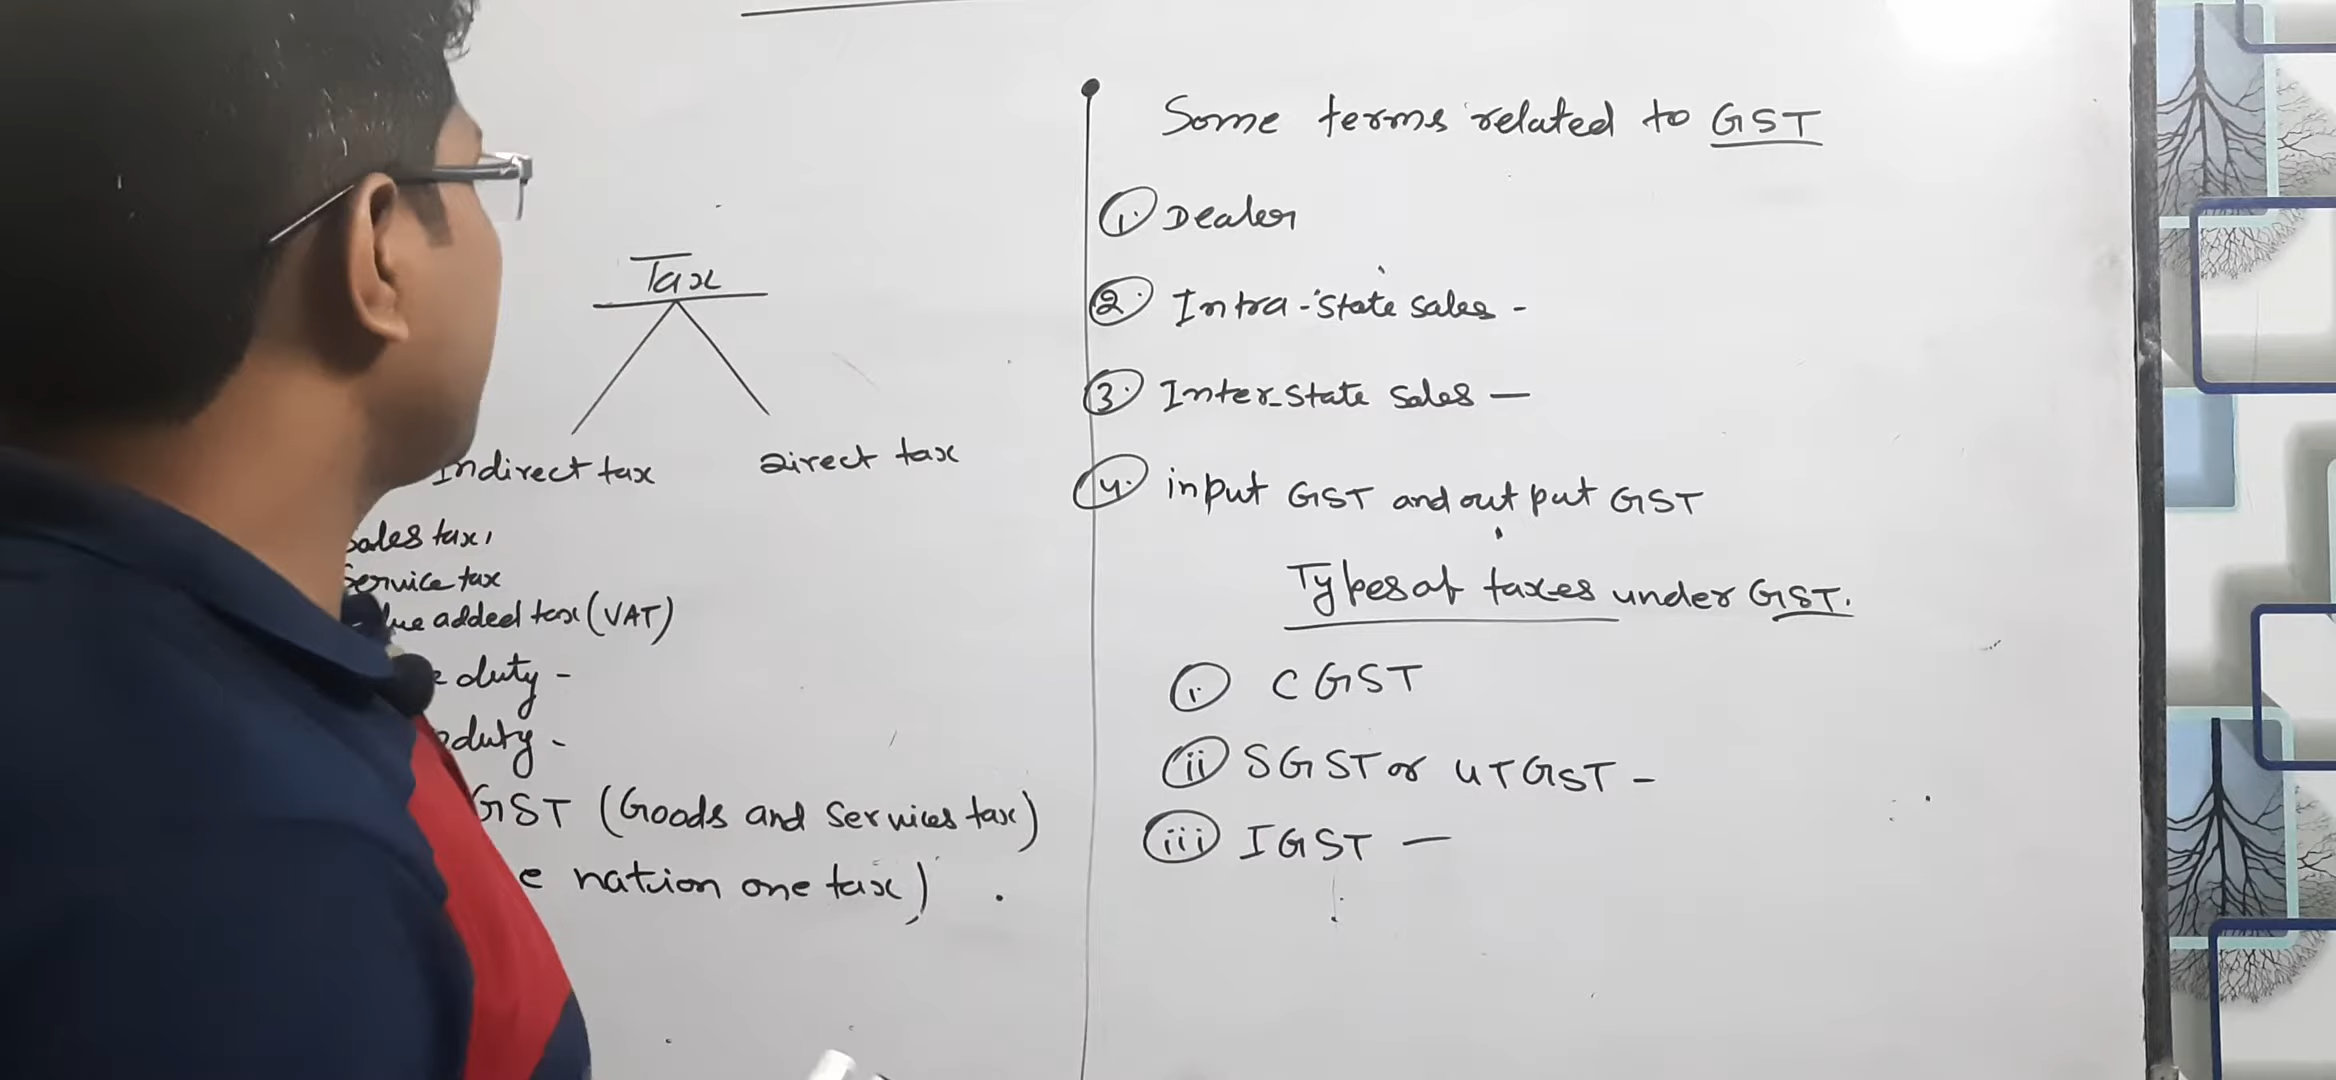 Tax
Indirect tax
Direct tax
Sales tax,
Service tax
added tax (VAT)
duty -
duty -
GST (Goods and Services tax)
nation one tax)
Some terms related to GST
1. Dealer
2. Intra-state sales -
3. Inter-state sales —
4. input GST and output GST
Types of taxes under GST.
i. CGST
ii SGST or UTGST -
iii IGST —